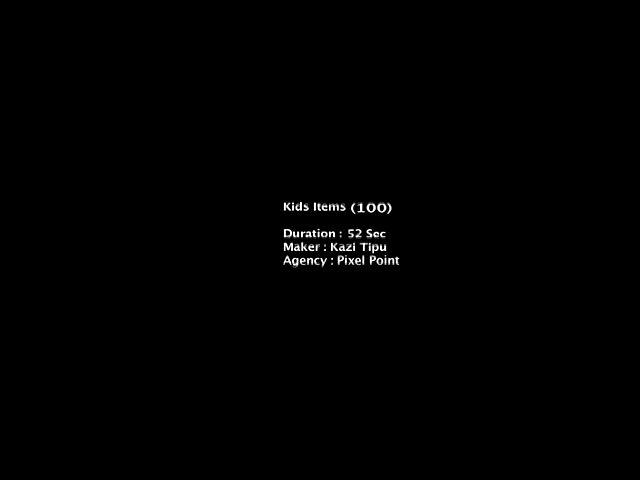 Kids Items (100)
Duration : 52 Sec
Maker : Kazi Tipu
Agency : Pixel Point